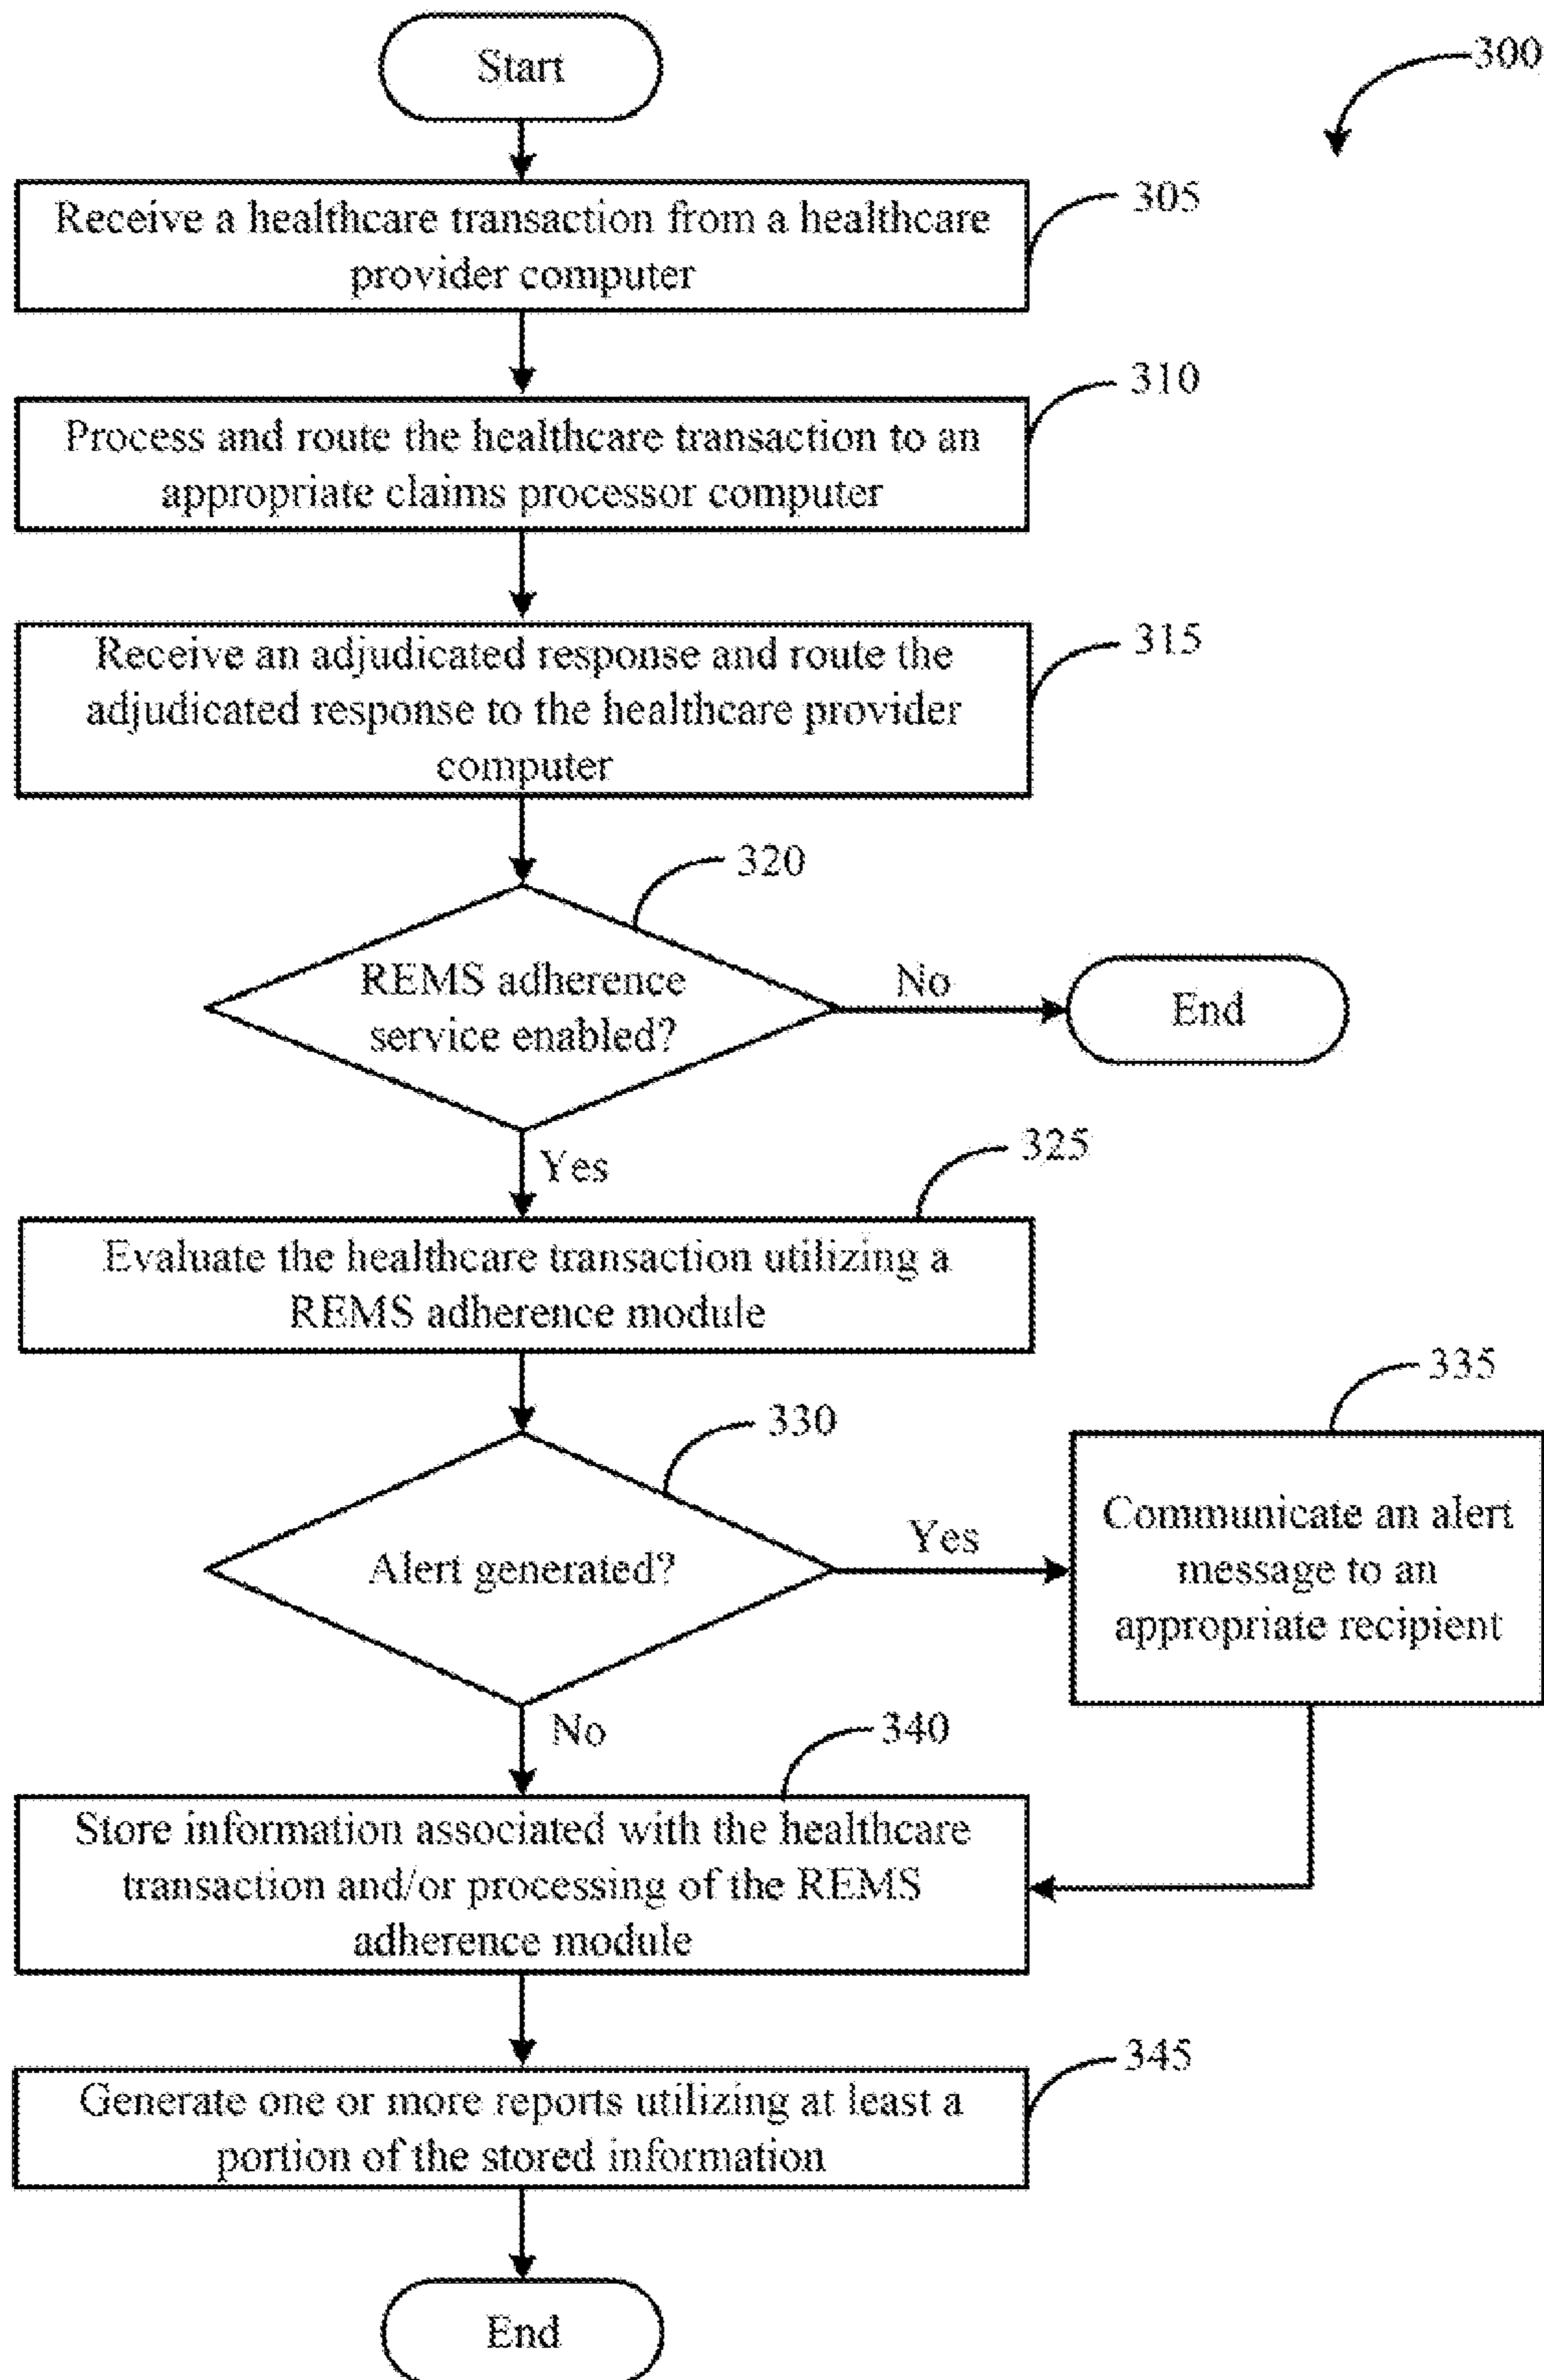 Start
300
Receive a healthcare transaction from a healthcare
provider computer
305
Process and route the healthcare transaction to an
appropriate claims processor computer
310
Receive an adjudicated response and route the
adjudicated response to the healthcare provider
computer
315
320
REMS adherence
service enabled?
No
End
Yes
325
Evaluate the healthcare transaction utilizing a
REMS adherence module
330
Alert generated?
Yes
335
Communicate an alert
message to an
appropriate recipient
No
340
Store information associated with the healthcare
transaction and/or processing of the REMS
adherence module
345
Generate one or more reports utilizing at least a
portion of the stored information
End